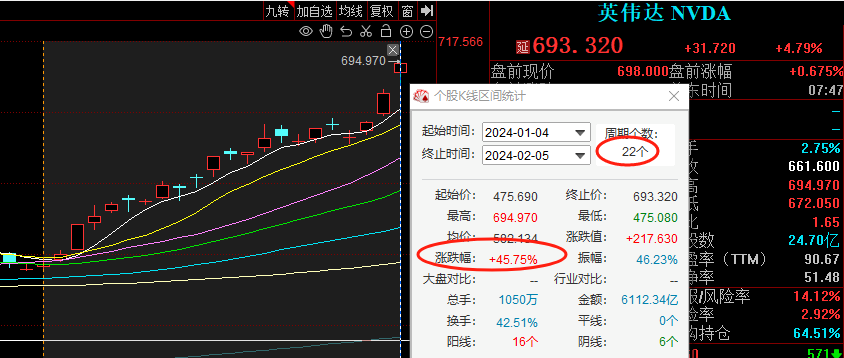 九转 加自选 均线 复权 窗
717.566
694.970
英伟达 NVDA
延 693.320 +31.720 +4.79%
盘前现价 698.000 盘前涨幅 +0.675%
东时间 07:47
个股K线区间统计
起始时间: 2024-01-04 周期个数:
终止时间: 2024-02-05 22个
起始价: 475.690 终止价: 693.320
最高: 694.970 最低: 475.080
均价: 592.134 涨跌值: +217.630
涨跌幅: +45.75% 振幅: 46.23%
大盘对比: -- 行业对比: --
总手: 1050万 金额: 6112.34亿
换手: 42.51% 平线: 0个
阳线: 16个 阴线: 6个
手 2.75%
661.600
高 694.970
低 672.050
比 1.65
股数 24.70亿
盈率 (TTM) 90.67
净率 51.48
股/风险率 14.12%
险率 2.92%
购持仓 64.51%
571